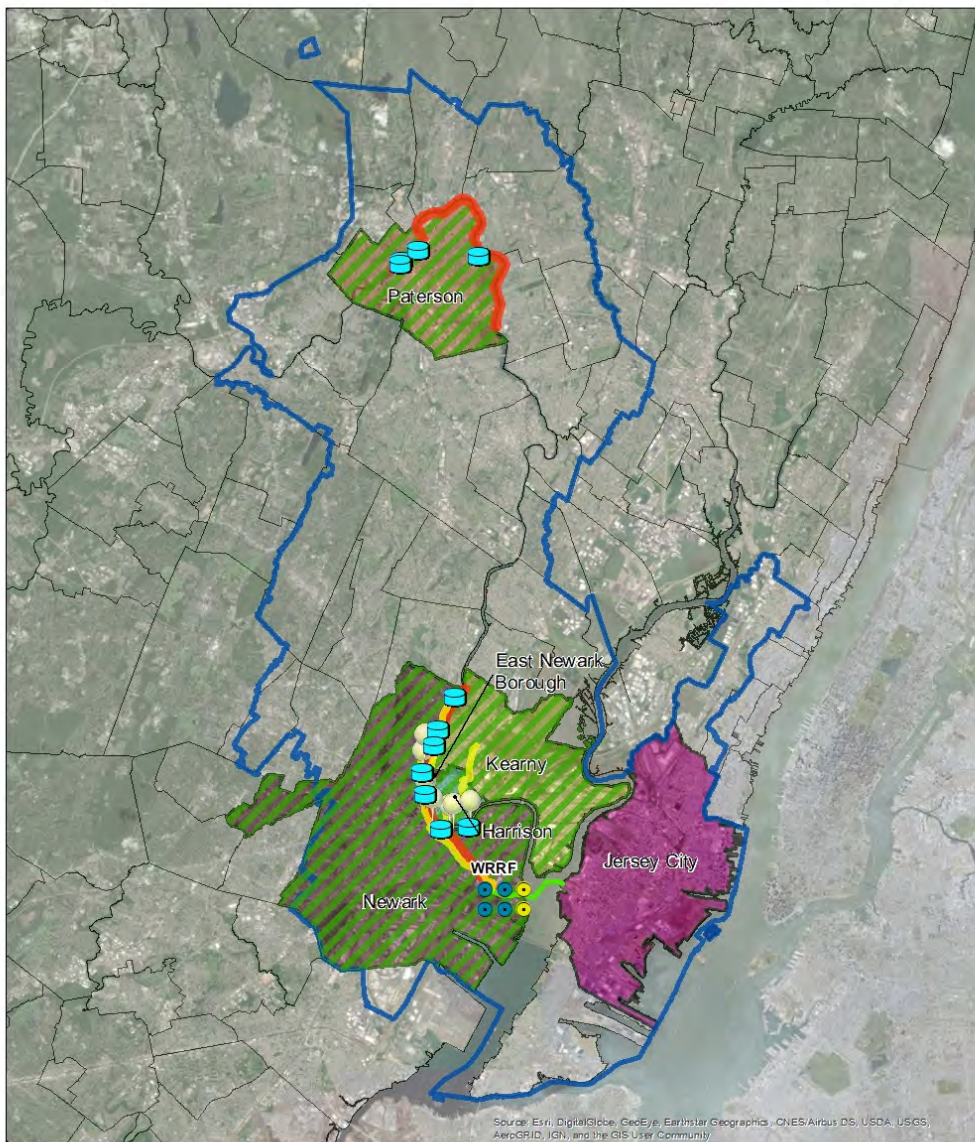 Paterson
East Newark
Borough
Kearny
Harrison
WRRF
Jersey City
Newark
Source: Esri, DigitalGlobe, GeoEye, Earthstar Geographics, CNES/Airbus DS, USDA, USGS,
AeroGRID, IGN, and the GIS User Community